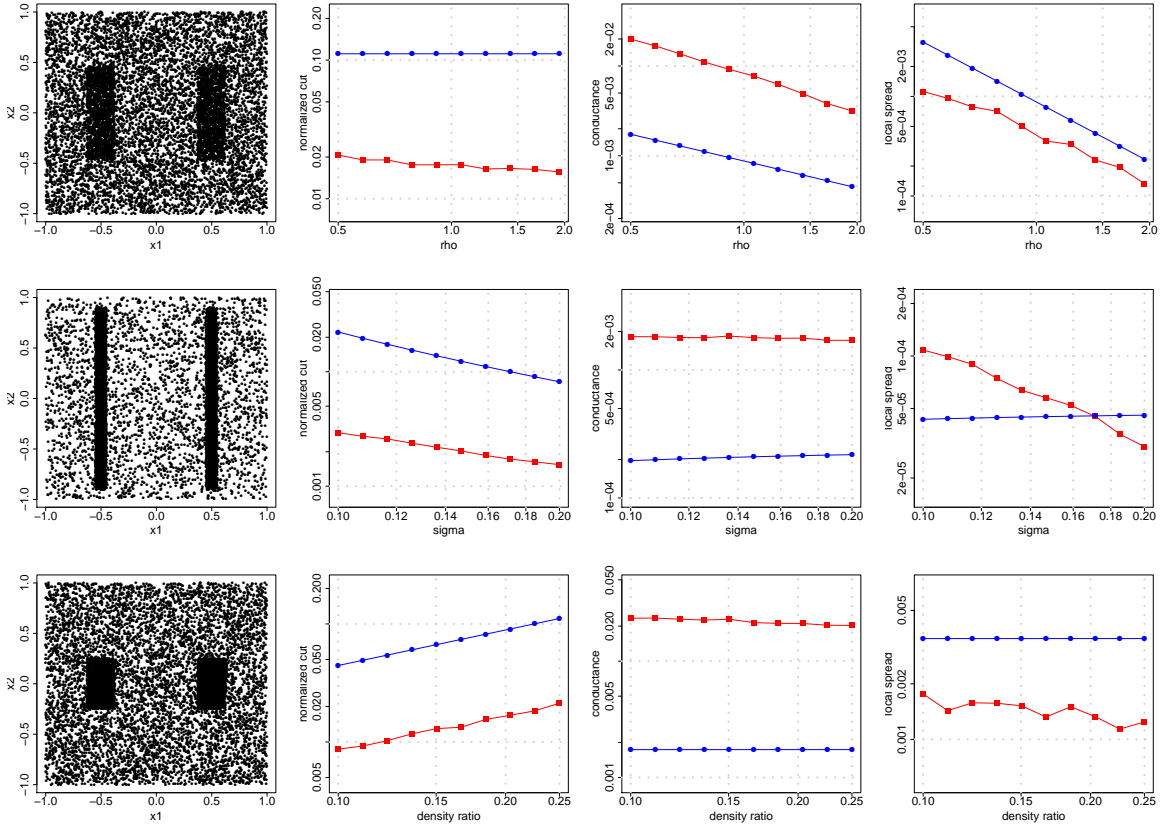 x2
1.0
0.5
0.0
−0.5
−1.0
−1.0 −0.5 0.0 0.5 1.0
x1
normalized cut
0.20
0.10
0.05
0.02
0.01
0.5 1.0 1.5 2.0
rho
conductance
2e−02
5e−03
1e−03
2e−04
0.5 1.0 1.5 2.0
rho
local spread
2e−03
5e−04
1e−04
0.5 1.0 1.5 2.0
rho
x2
1.0
0.5
0.0
−0.5
−1.0
−1.0 −0.5 0.0 0.5 1.0
x1
normalized cut
0.050
0.020
0.005
0.001
0.10 0.12 0.14 0.16 0.18 0.20
sigma
conductance
2e−03
5e−04
1e−04
0.10 0.12 0.14 0.16 0.18 0.20
sigma
local spread
2e−04
1e−04
5e−05
2e−05
0.10 0.12 0.14 0.16 0.18 0.20
sigma
x2
1.0
0.5
0.0
−0.5
−1.0
−1.0 −0.5 0.0 0.5 1.0
x1
normalized cut
0.200
0.050
0.020
0.005
0.10 0.15 0.20 0.25
density ratio
conductance
0.050
0.020
0.005
0.001
0.10 0.15 0.20 0.25
density ratio
local spread
0.005
0.002
0.001
0.10 0.15 0.20 0.25
density ratio